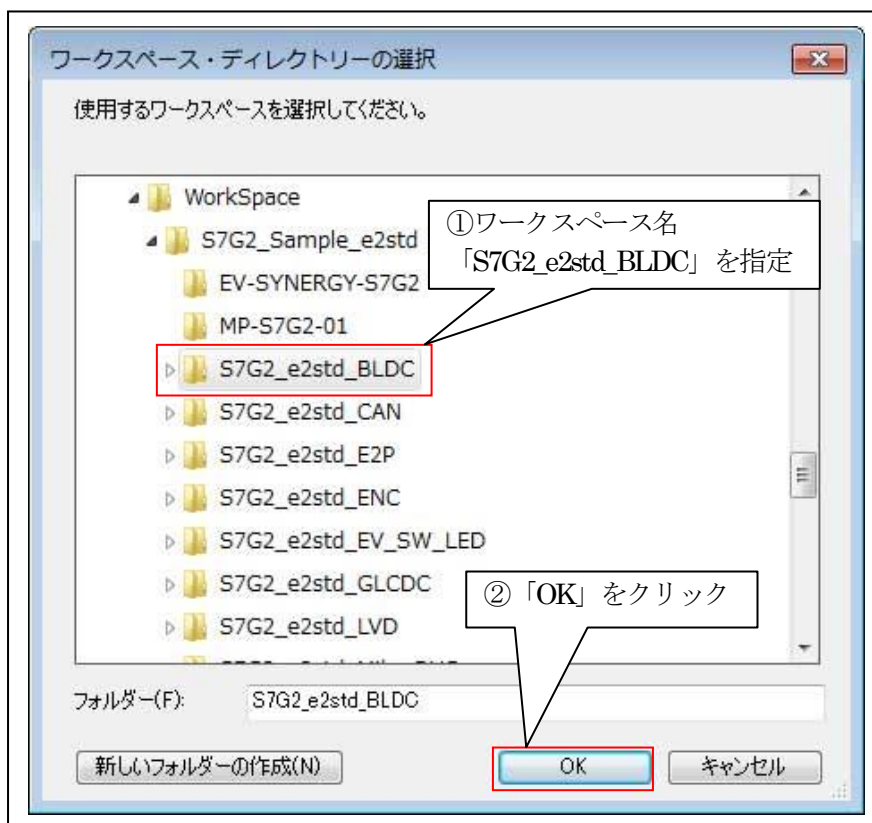 ワークスペース・ディレクトリーの選択
使用するワークスペースを選択してください。
WorkSpace
S7G2_Sample_e2std
①ワークスペース名
「S7G2_e2std_BLDC」を指定
EV-SYNERGY-S7G2
MP-S7G2-01
S7G2_e2std_BLDC
S7G2_e2std_CAN
S7G2_e2std_E2P
S7G2_e2std_ENC
S7G2_e2std_EV_SW_LED
S7G2_e2std_GLCDC
②「OK」をクリック
S7G2_e2std_LVD
フォルダー(F): S7G2_e2std_BLDC
新しいフォルダーの作成(N) OK キャンセル